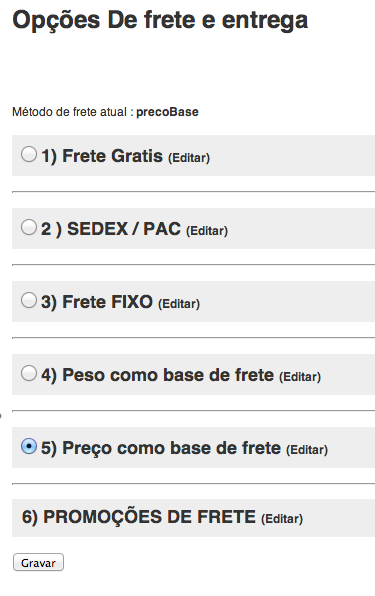 Opções De frete e entrega
Método de frete atual : precoBase
1) Frete Gratis (Editar)
2 ) SEDEX / PAC (Editar)
3) Frete FIXO (Editar)
4) Peso como base de frete (Editar)
5) Preço como base de frete (Editar)
6) PROMOÇÕES DE FRETE (Editar)
Gravar